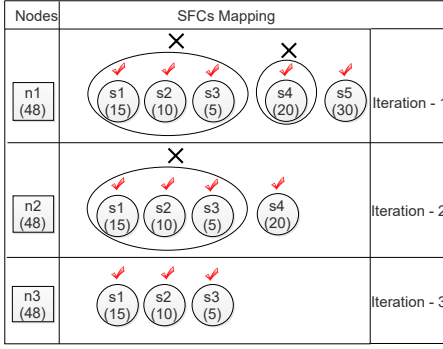 Nodes SFCs Mapping
n1 s1 s2 s3 s4 s5
(48) (15) (10) (5) (20) (30)
Iteration - 1
n2 s1 s2 s3 s4
(48) (15) (10) (5) (20)
Iteration - 2
n3 s1 s2 s3
(48) (15) (10) (5)
Iteration - 3